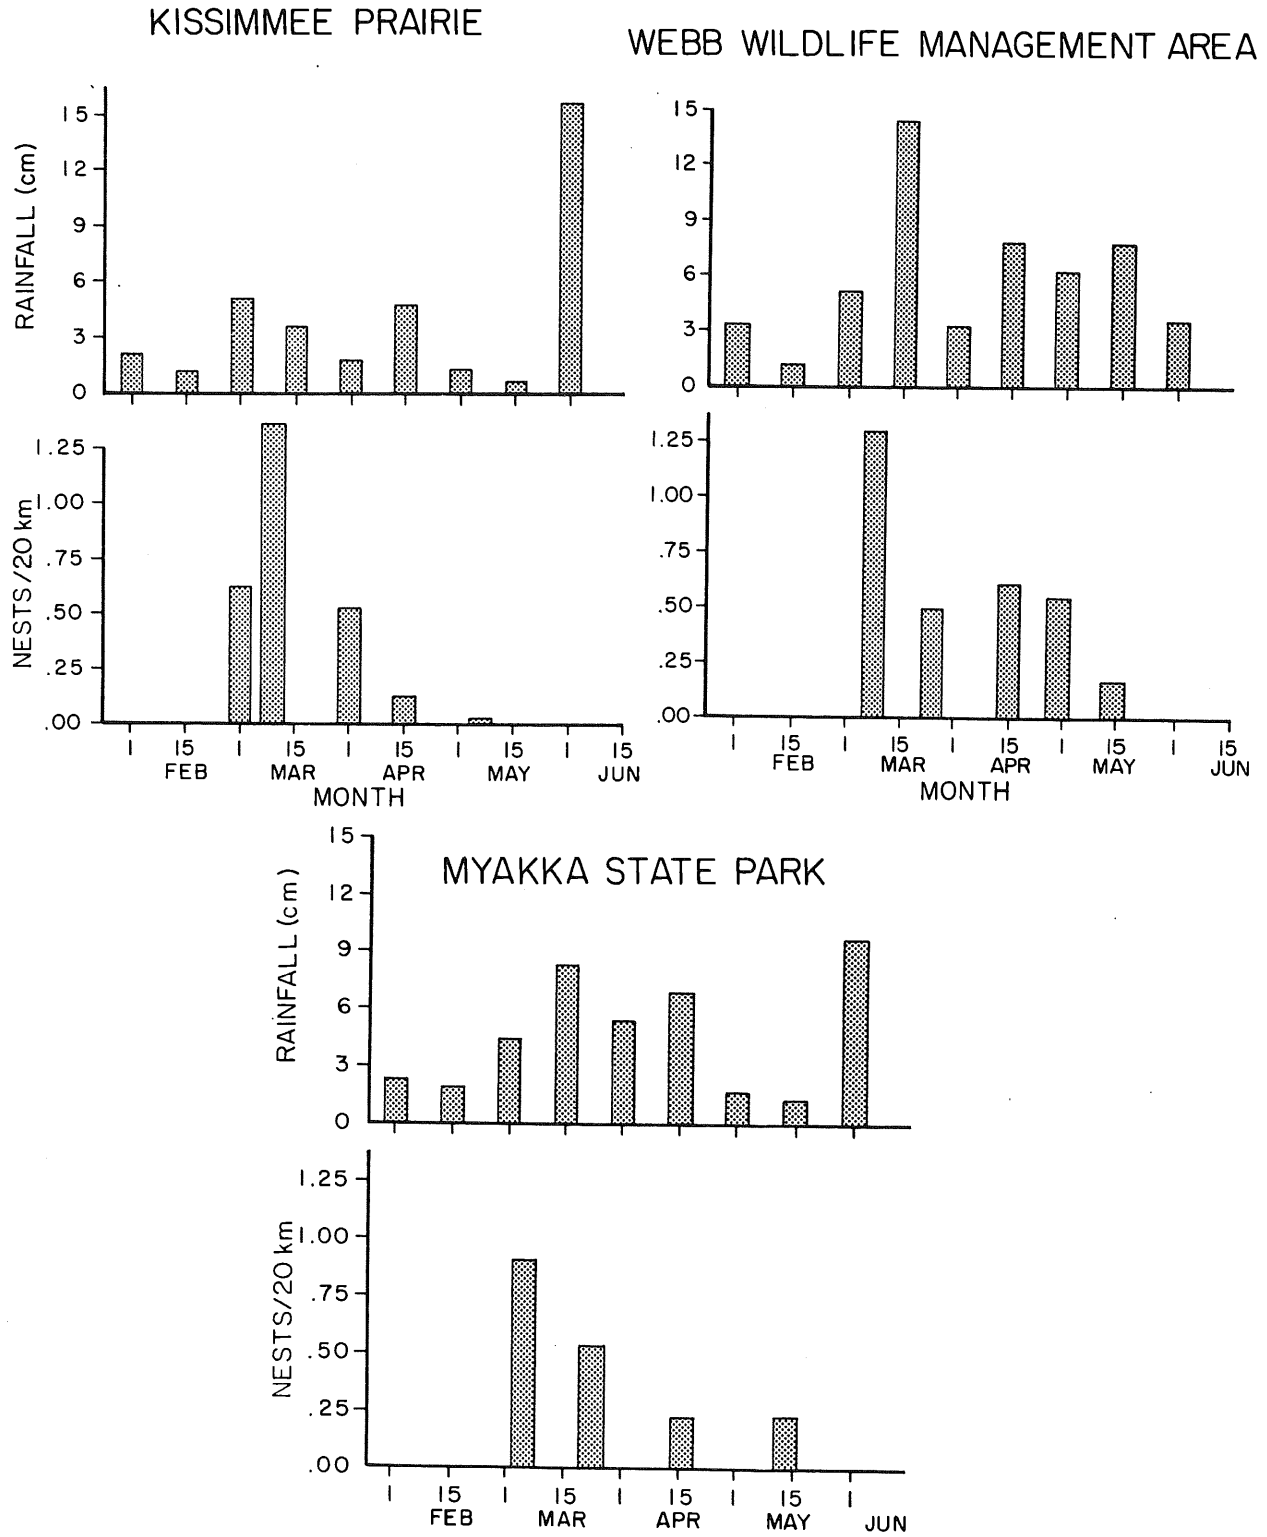 KISSIMMEE PRAIRIE
RAINFALL (cm)
15
12
9
6
3
0
NESTS/20 km
1.25
1.00
.75
.50
.25
.00
1 15 1 15 1 15 1 15 1 15
FEB MAR APR MAY JUN
MONTH
WEBB WILDLIFE MANAGEMENT AREA
15
12
9
6
3
0
1.25
1.00
.75
.50
.25
.00
1 15 1 15 1 15 1 15 1 15
FEB MAR APR MAY JUN
MONTH
MYAKKA STATE PARK
RAINFALL (cm)
15
12
9
6
3
0
NESTS/20 km
1.25
1.00
.75
.50
.25
.00
1 15 1 15 1 15 1 15 1
FEB MAR APR MAY JUN